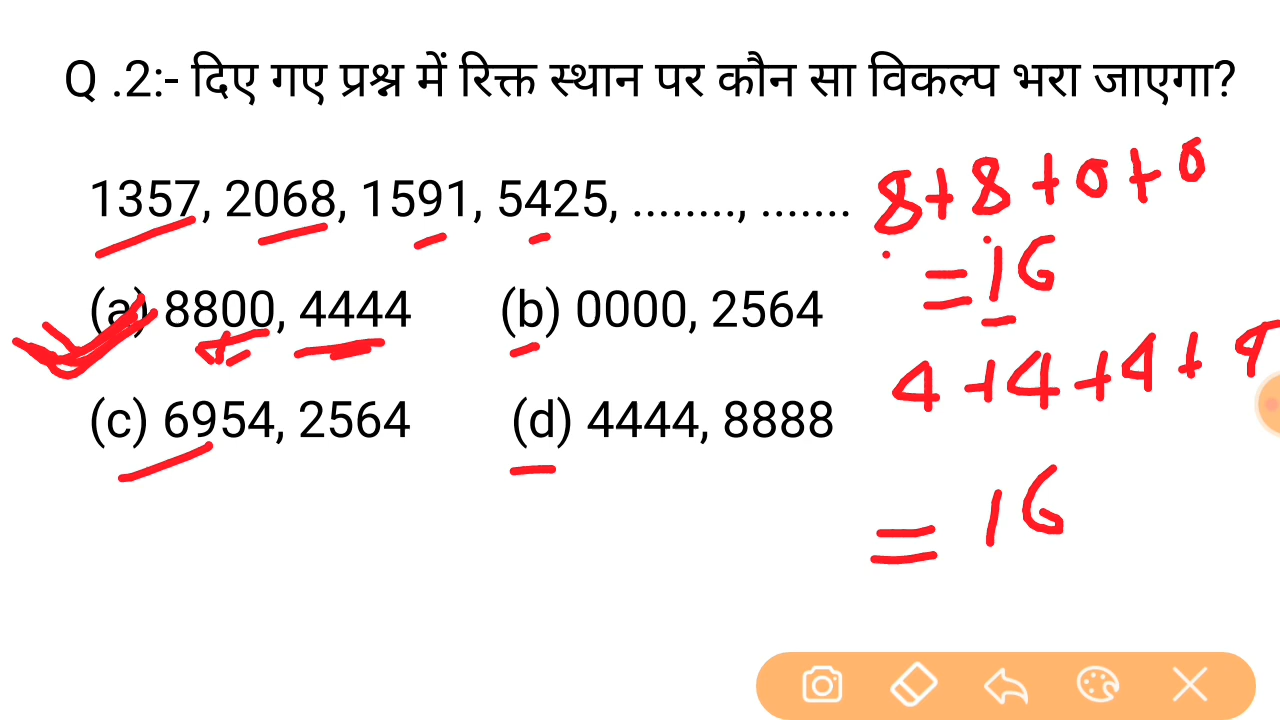 Q .2:- दिए गए प्रश्न में रिक्त स्थान पर कौन सा विकल्प भरा जाएगा?
1357, 2068, 1591, 5425, ........, .......
8+8+0+0
=16
(a) 8800, 4444 (b) 0000, 2564
4+4+4+4
(c) 6954, 2564 (d) 4444, 8888
= 16